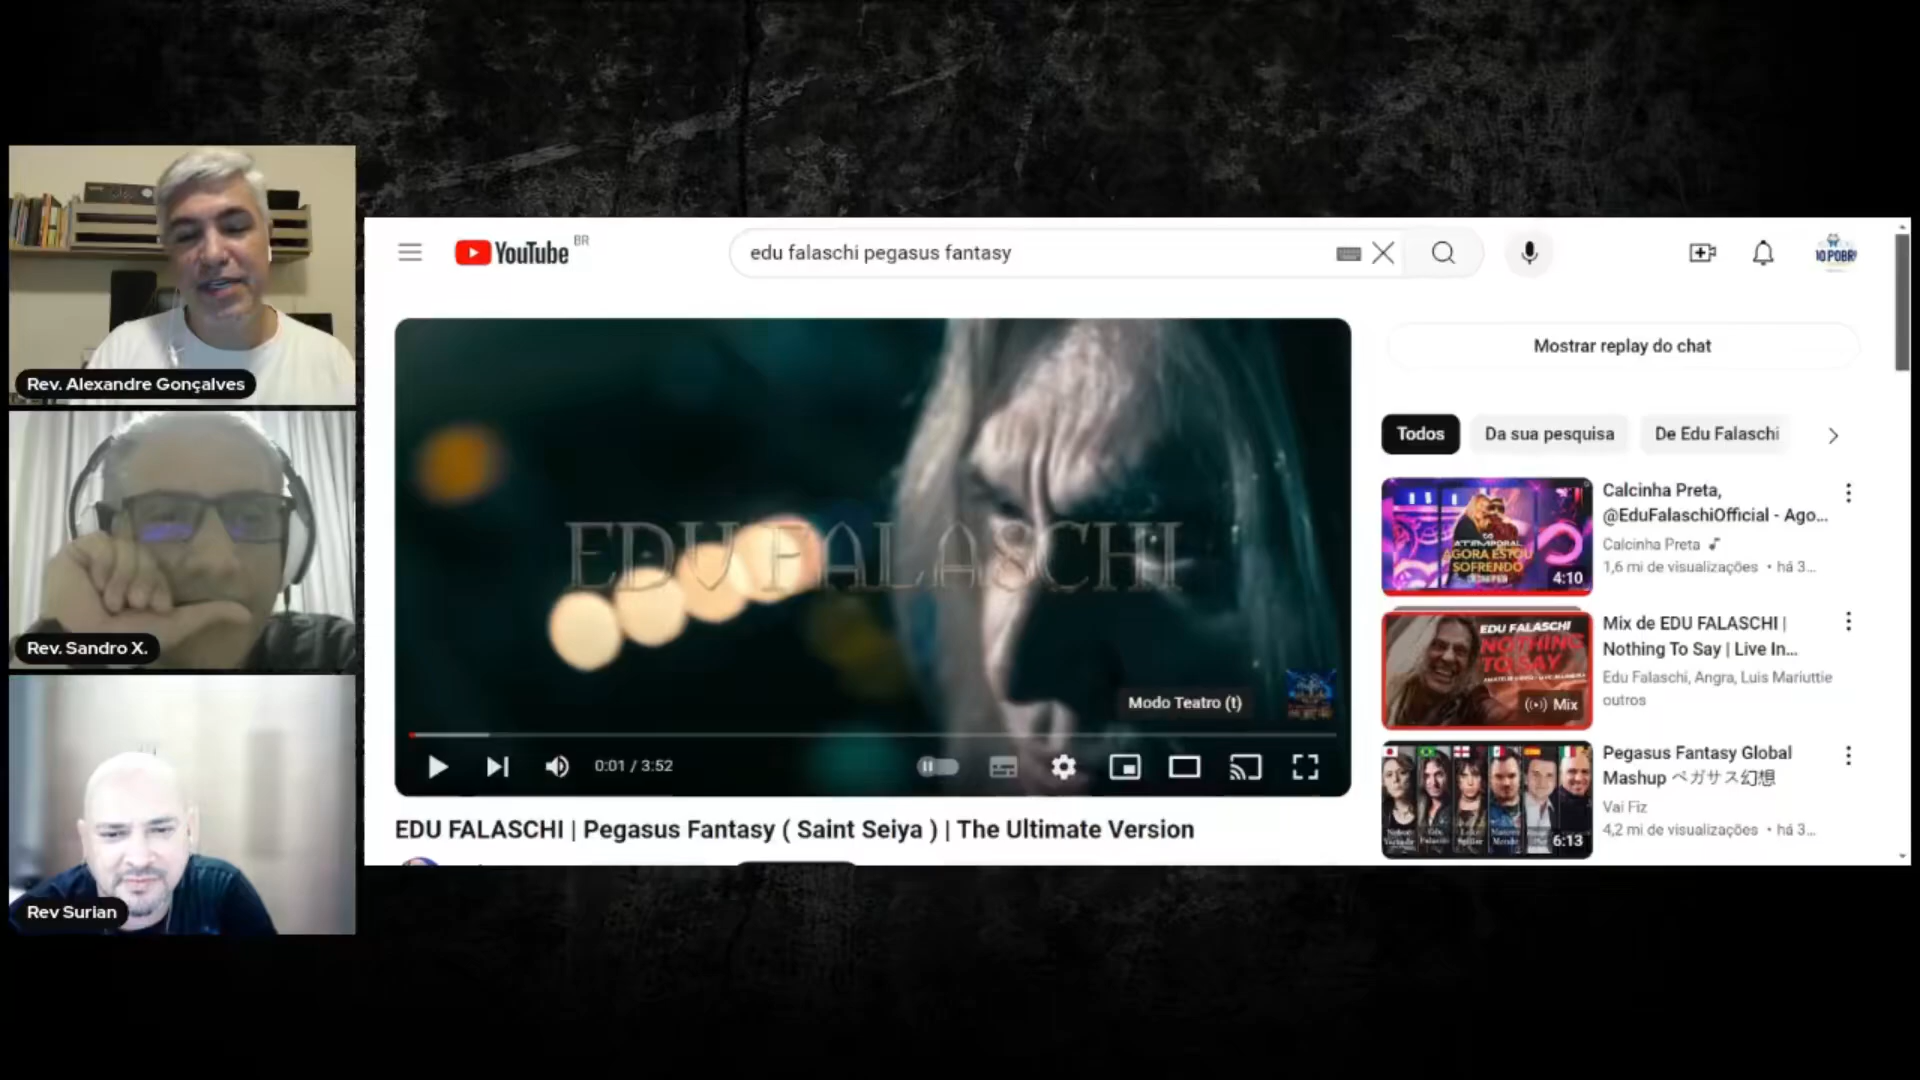 Rev. Alexandre Gonçalves
Rev. Sandro X.
Rev Surian
YouTube BR
edu falaschi pegasus fantasy
EDU FALASCHI
Modo Teatro (t)
0:01 / 3:52
EDU FALASCHI | Pegasus Fantasy ( Saint Seiya ) | The Ultimate Version
Mostrar replay do chat
Todos
Da sua pesquisa
De Edu Falaschi
ATEMPORAL
AGORA ESTOU
SOFRENDO
4:10
Calcinha Preta,
@EduFalaschiOfficial - Ago...
Calcinha Preta
1,6 mi de visualizações • há 3...
EDU FALASCHI
NOTHING
TO SAY
Mix
Mix de EDU FALASCHI |
Nothing To Say | Live In...
Edu Falaschi, Angra, Luis Mariuttie
outros
6:13
Pegasus Fantasy Global
Mashup ペガサス幻想
Vai Fiz
4,2 mi de visualizações • há 3...